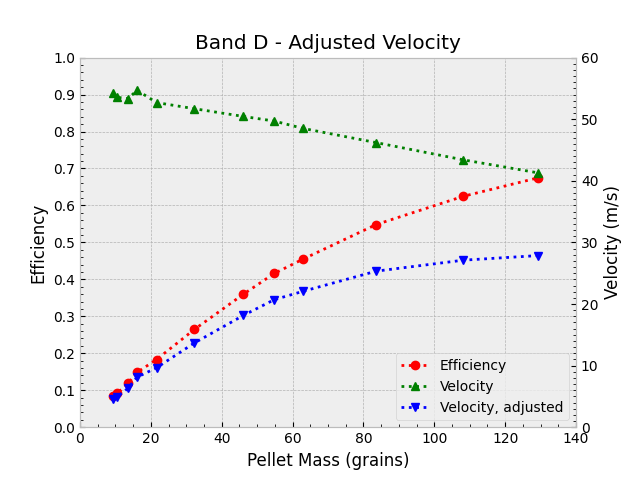 Band D - Adjusted Velocity
Efficiency
1.0
0.9
0.8
0.7
0.6
0.5
0.4
0.3
0.2
0.1
0.0
60
50
40
30
20
10
0
Velocity (m/s)
Efficiency
Velocity
Velocity, adjusted
0 20 40 60 80 100 120 140
Pellet Mass (grains)